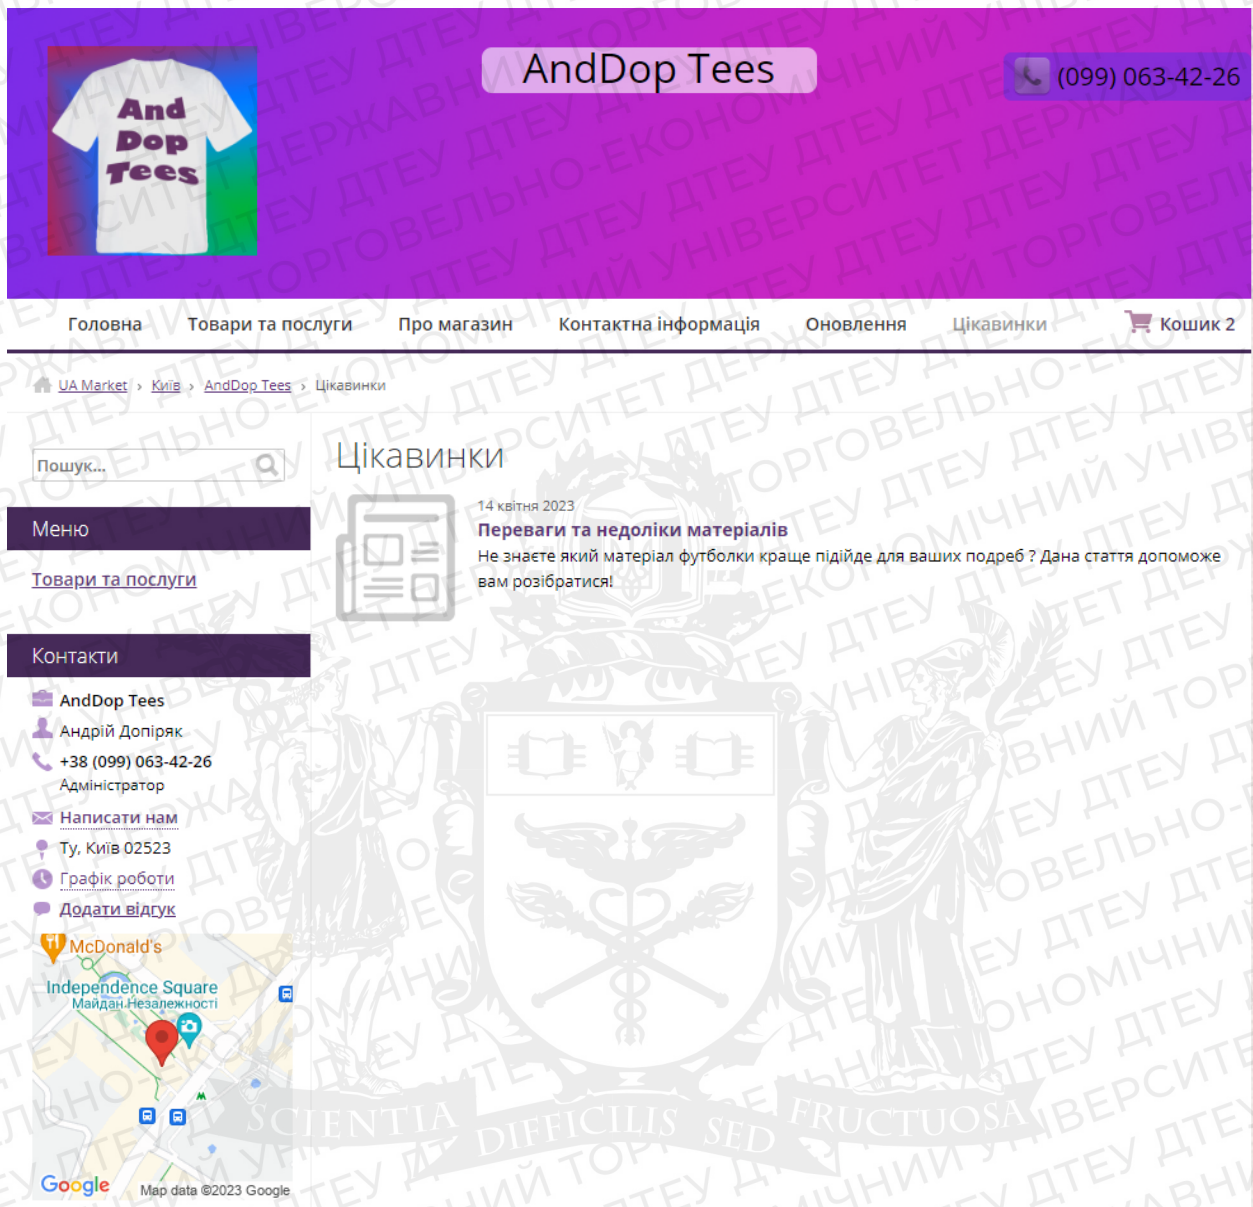 And
Dop
Tees
AndDop Tees
(099) 063-42-26
Головна Товари та послуги Про магазин Контактна інформація Оновлення Цікавинки Кошик 2
UA Market › Київ › AndDop Tees › Цікавинки
Пошук...
Меню
Товари та послуги
Контакти
AndDop Tees
Андрій Допіряк
+38 (099) 063-42-26
Адміністратор
Написати нам
Ту, Київ 02523
Графік роботи
Додати відгук
McDonald's
Independence Square
Майдан Незалежності
Google
Map data ©2023 Google
Цікавинки
14 квітня 2023
Переваги та недоліки матеріалів
Не знаєте який матеріал футболки краще підійде для ваших подреб ? Дана стаття допоможе
вам розібратися!
SCIENTIA DIFFICILIS SED FRUCTUOSA